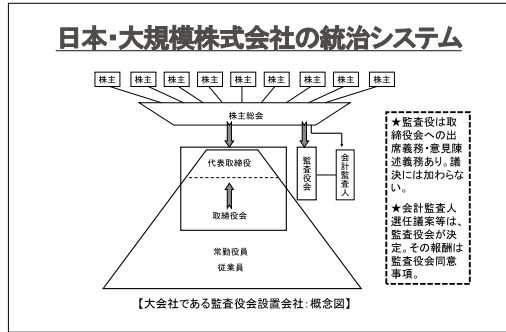 日本・大規模株式会社の統治システム
株主 株主 株主 株主 株主 株主 株主 株主 株主
株主総会
代表取締役
取締役会
監査役会
会計監査人
常勤役員
従業員
★監査役は取
締役会への出
席義務・意見陳
述義務あり。議
決には加わらな
い。
★会計監査人
選任議案等は、
監査役会が決
定。その報酬は
監査役会同意
事項。
【大会社である監査役会設置会社:概念図】